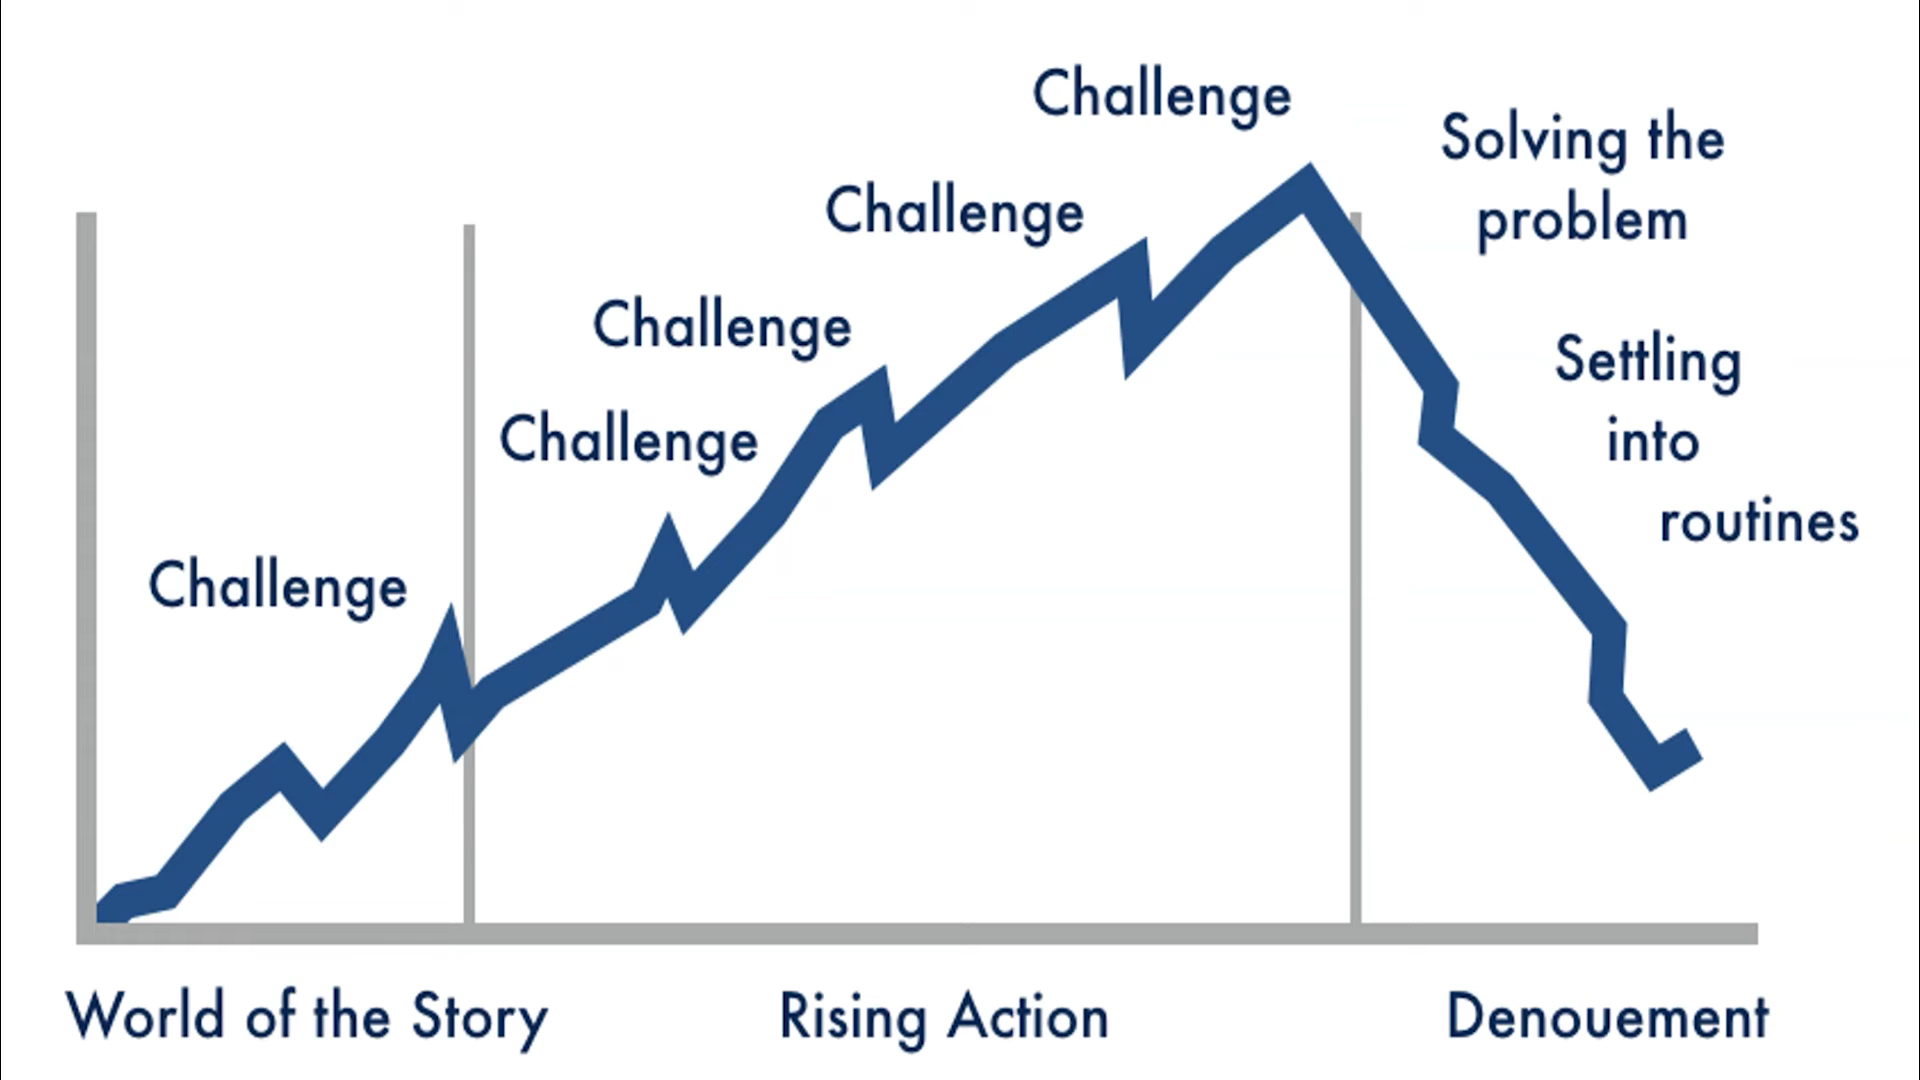 Challenge
Solving the
problem
Challenge
Challenge
Settling
into
Challenge
routines
Challenge
World of the Story
Rising Action
Denouement